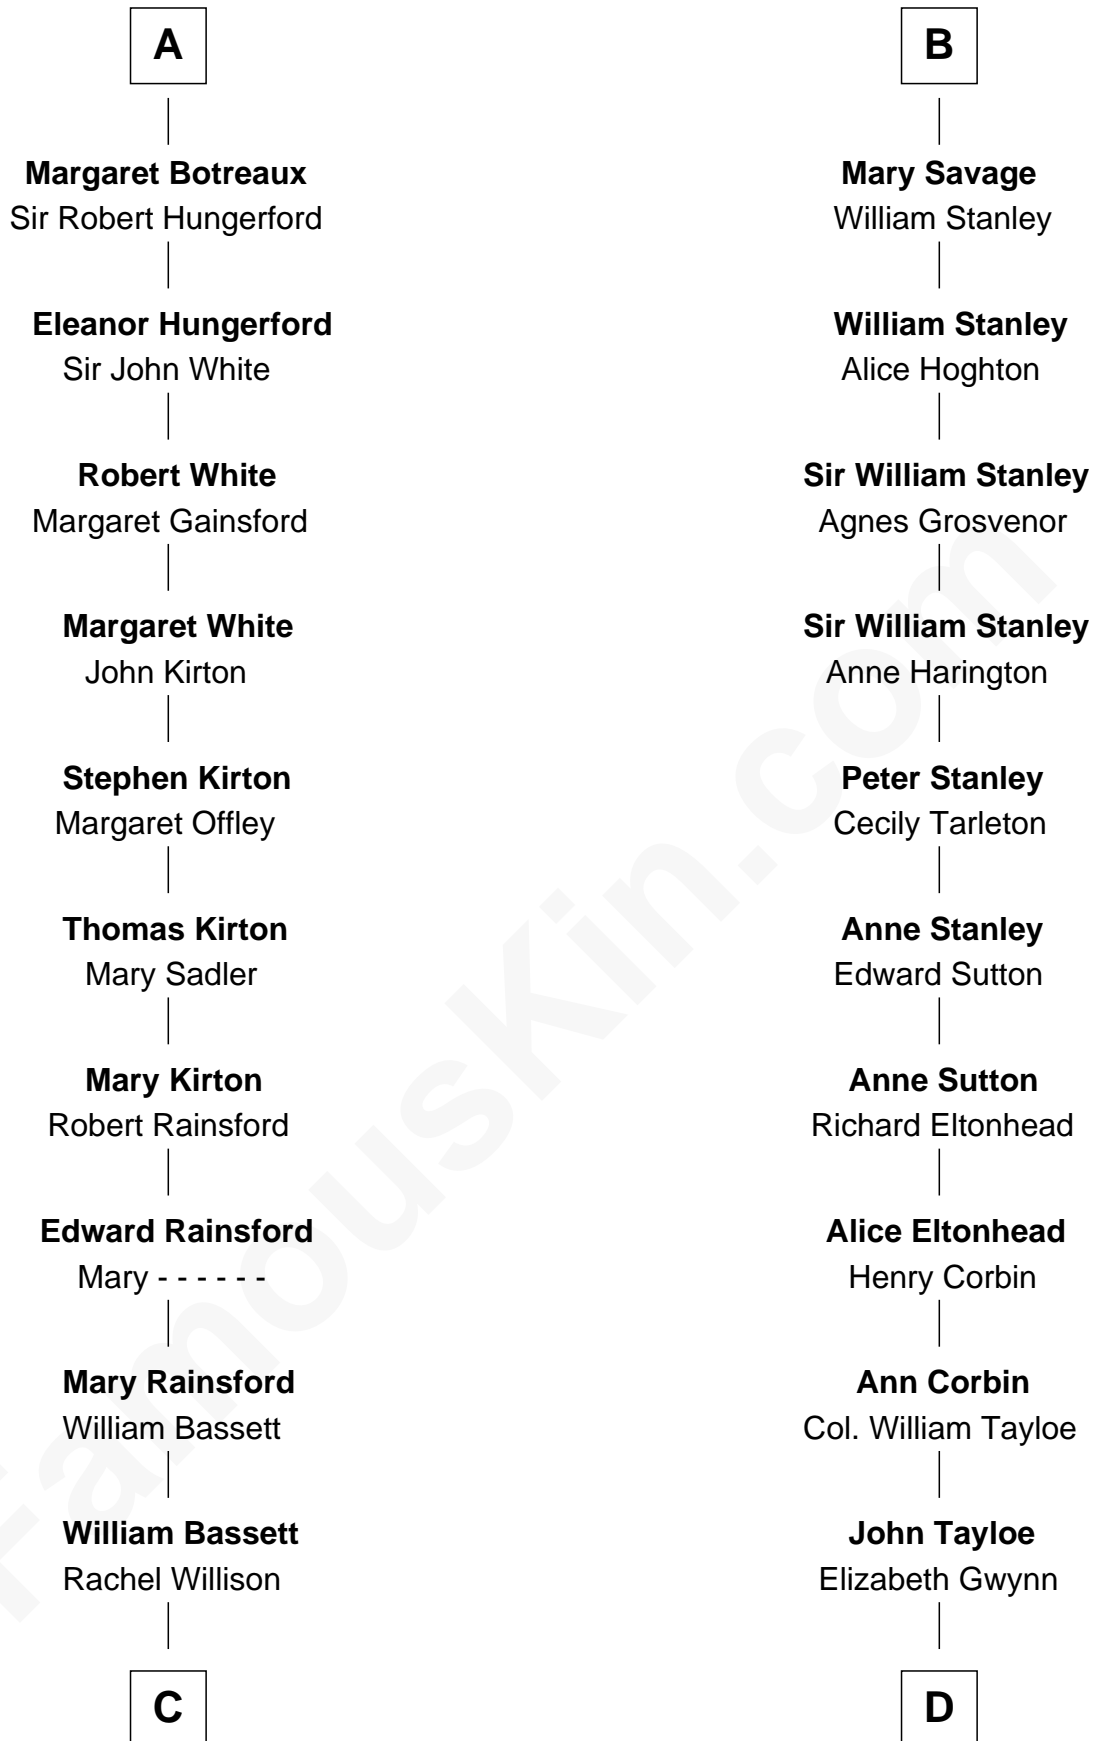 A
Margaret Botreaux
Sir Robert Hungerford
Eleanor Hungerford
Sir John White
Robert White
Margaret Gainsford
Margaret White
John Kirton
Stephen Kirton
Margaret Offley
Thomas Kirton
Mary Sadler
Mary Kirton
Robert Rainsford
Edward Rainsford
Mary - - - - - -
Mary Rainsford
William Bassett
William Bassett
Rachel Willison
C
B
Mary Savage
William Stanley
William Stanley
Alice Hoghton
Sir William Stanley
Agnes Grosvenor
Sir William Stanley
Anne Harington
Peter Stanley
Cecily Tarleton
Anne Stanley
Edward Sutton
Anne Sutton
Richard Eltonhead
Alice Eltonhead
Henry Corbin
Ann Corbin
Col. William Tayloe
John Tayloe
Elizabeth Gwynn
D
FamousKin.com